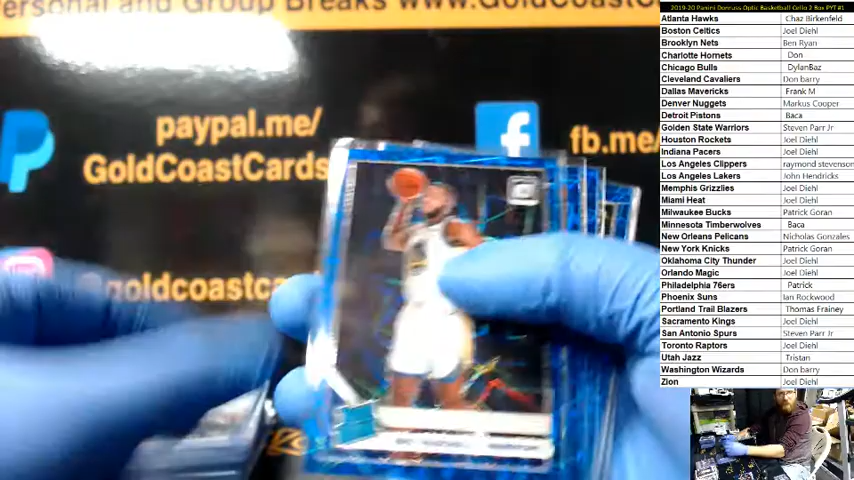 ersonal and Group Breaks www.GoldCoastCa
paypal.me/
GoldCoastCards
fb.me/
@goldcoastca
2019-20 Panini Donruss Optic Basketball Cello 2 Box PYT #1
Atlanta Hawks Chaz Birkenfeld
Boston Celtics Joel Diehl
Brooklyn Nets Ben Ryan
Charlotte Hornets Don
Chicago Bulls DylanBaz
Cleveland Cavaliers Don barry
Dallas Mavericks Frank M
Denver Nuggets Markus Cooper
Detroit Pistons Baca
Golden State Warriors Steven Parr Jr
Houston Rockets Joel Diehl
Indiana Pacers Joel Diehl
Los Angeles Clippers raymond stevenson
Los Angeles Lakers John Hendricks
Memphis Grizzlies Joel Diehl
Miami Heat Joel Diehl
Milwaukee Bucks Patrick Goran
Minnesota Timberwolves Baca
New Orleans Pelicans Nicholas Gonzales
New York Knicks Patrick Goran
Oklahoma City Thunder Joel Diehl
Orlando Magic Joel Diehl
Philadelphia 76ers Patrick
Phoenix Suns Ian Rockwood
Portland Trail Blazers Thomas Frainey
Sacramento Kings Joel Diehl
San Antonio Spurs Steven Parr Jr
Toronto Raptors Joel Diehl
Utah Jazz Tristan
Washington Wizards Don barry
Zion Joel Diehl